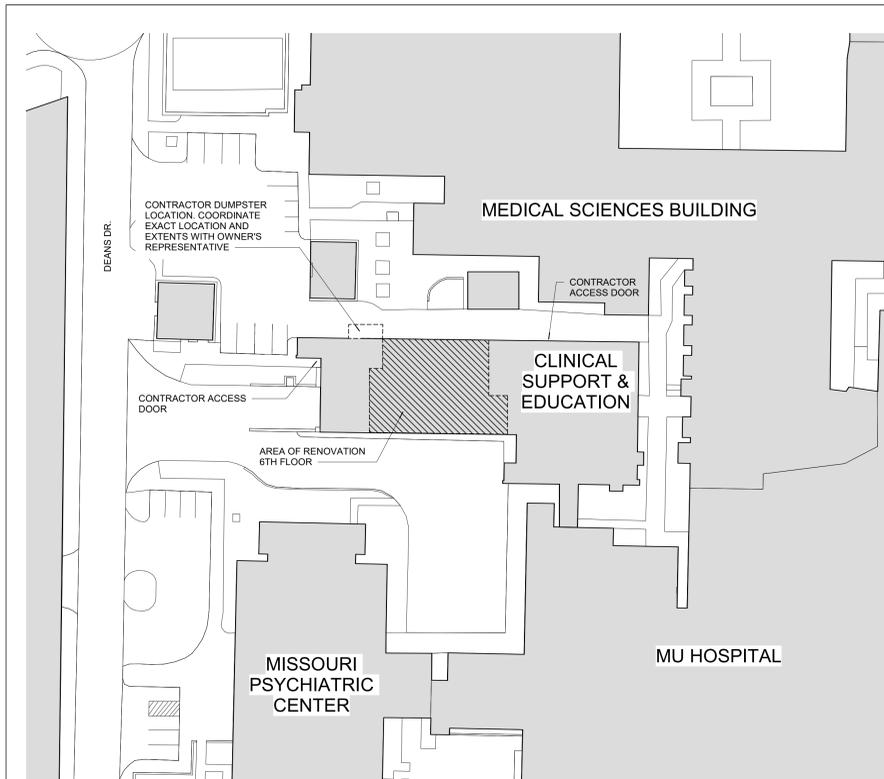 MEDICAL SCIENCES BUILDING
CONTRACTOR DUMPSTER
LOCATION. COORDINATE
EXACT LOCATION AND
EXTENTS WITH OWNER'S
REPRESENTATIVE
DEANS DR.
CONTRACTOR
ACCESS DOOR
CLINICAL
SUPPORT &
EDUCATION
CONTRACTOR ACCESS
DOOR
AREA OF RENOVATION
6TH FLOOR
MISSOURI
PSYCHIATRIC
CENTER
MU HOSPITAL